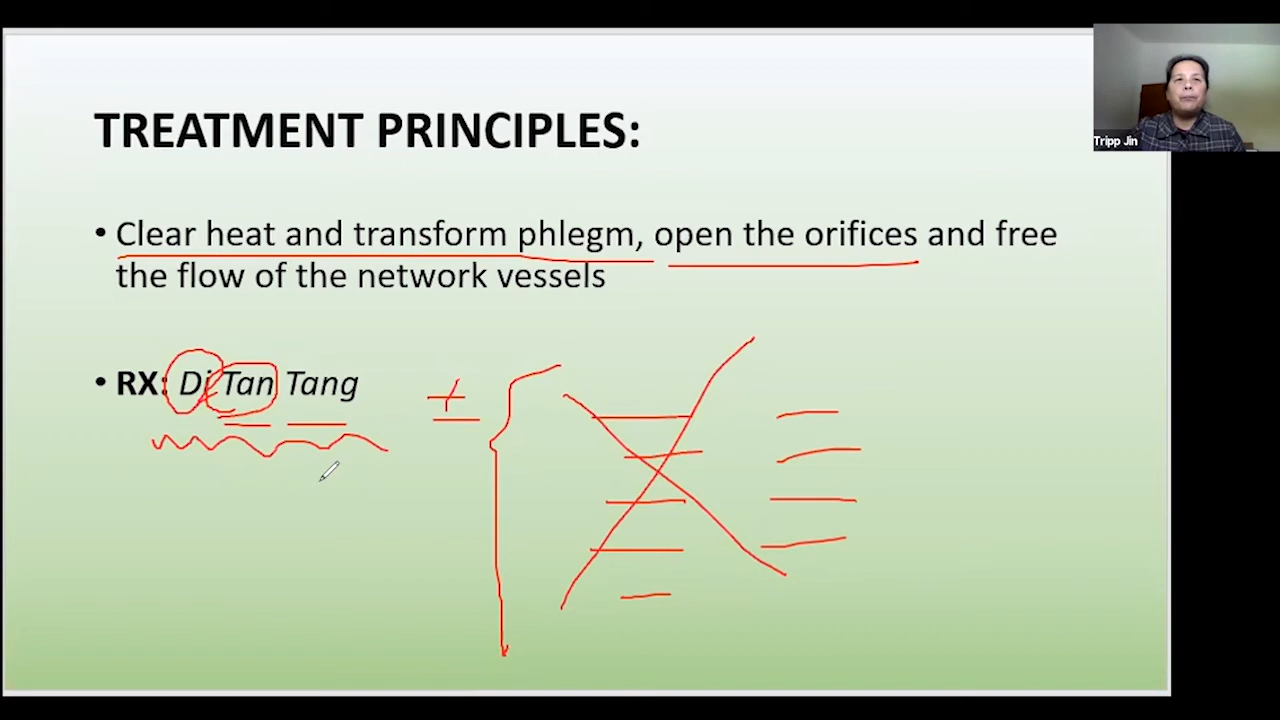 Tripp Jin
TREATMENT PRINCIPLES:
• Clear heat and transform phlegm, open the orifices and free
the flow of the network vessels
• RX: Di Tan Tang
+